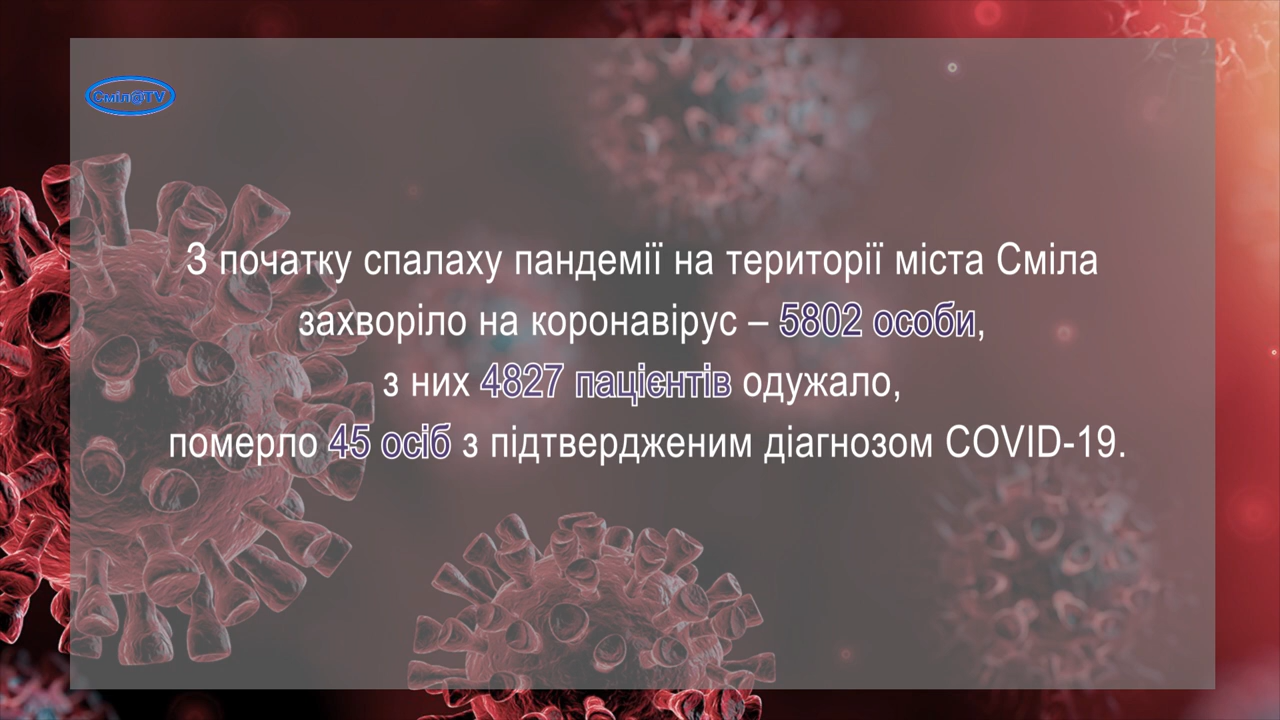 Сміл@TV
З початку спалаху пандемії на території міста Сміла
захворіло на коронавірус – 5802 особи,
з них 4827 пацієнтів одужало,
померло 45 осіб з підтвердженим діагнозом COVID-19.